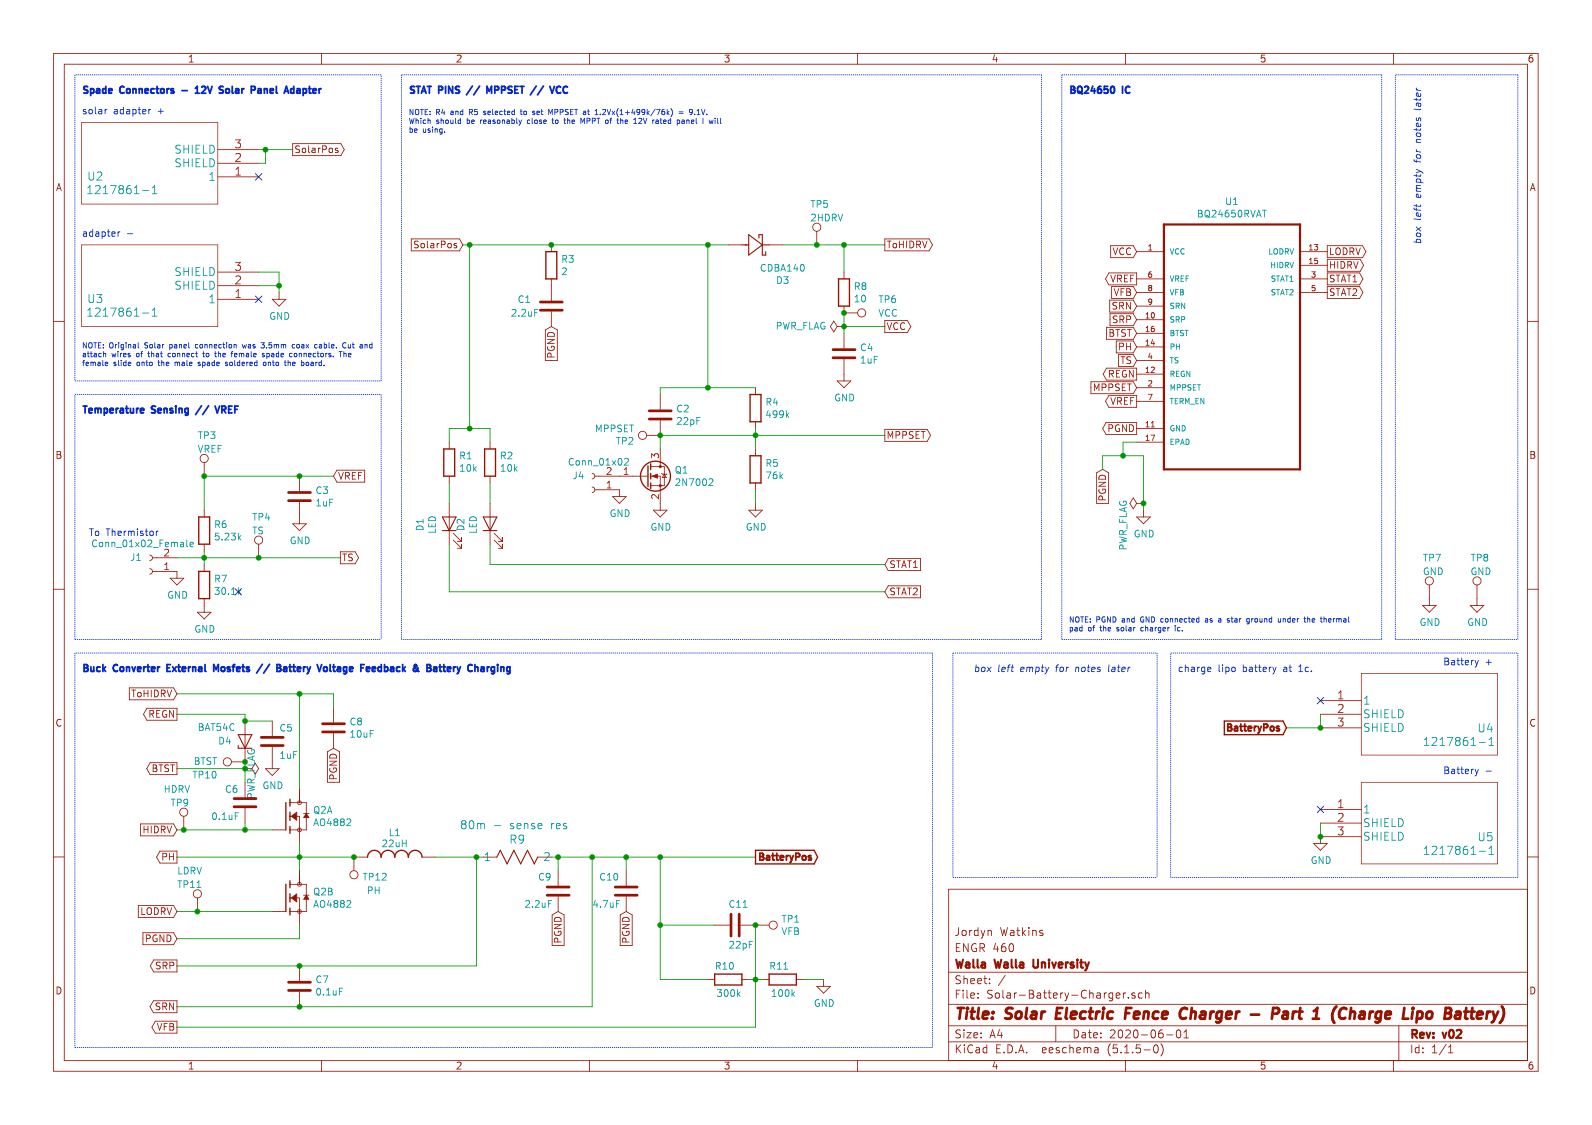 1 2 3 4 5 6
A
B
C
D
A
B
C
D
Spade Connectors – 12V Solar Panel Adapter
solar adapter +
SHIELD 3
SHIELD 2
1 1
U2
1217861-1
SolarPos
adapter –
SHIELD 3
SHIELD 2
1 1
U3
1217861-1
GND
NOTE: Original Solar panel connection was 3.5mm coax cable. Cut and
attach wires of that connect to the female spade connectors. The
female slide onto the male spade soldered onto the board.
Temperature Sensing // VREF
TP3
VREF
VREF
C3
1uF
GND
R6
5.23k
TP4
TS
To Thermistor
Conn_01x02_Female
J1
2
1
GND
TS
R7
30.1k
GND
STAT PINS // MPPSET // VCC
NOTE: R4 and R5 selected to set MPPSET at 1.2Vx(1+499k/76k) = 9.1V.
Which should be reasonably close to the MPPT of the 12V rated panel I will
be using.
SolarPos
R3
2
C1
2.2uF
PGND
TP5
2HDRV
CDBA140
D3
ToHIDRV
R8
10
TP6
VCC
PWR_FLAG
VCC
C4
1uF
GND
C2
22pF
R4
499k
MPPSET
TP2
MPPSET
R1
10k
R2
10k
Conn_01x02
J4
2
1
1
3
2
Q1
2N7002
GND
GND
R5
76k
GND
D1
LED
D2
LED
STAT1
STAT2
BQ24650 IC
U1
BQ24650RVAT
VCC 1 VCC
VREF 6 VREF
VFB 8 VFB
SRN 9 SRN
SRP 10 SRP
BTST 16 BTST
PH 14 PH
TS 4 TS
REGN 12 REGN
MPPSET 2 MPPSET
VREF 7 TERM_EN
PGND 11 GND
17 EPAD
LODRV 13 LODRV
HIDRV 15 HIDRV
STAT1 3 STAT1
STAT2 5 STAT2
PGND
PWR_FLAG
GND
NOTE: PGND and GND connected as a star ground under the thermal
pad of the solar charger ic.
box left empty for notes later
TP7
GND
GND
TP8
GND
GND
Buck Converter External Mosfets // Battery Voltage Feedback & Battery Charging
ToHIDRV
REGN
BAT54C
D4
C5
1uF
GND
C8
10uF
PGND
BTST
BTST
TP10
PWR_FLAG
C6
0.1uF
HDRV
TP9
HIDRV
Q2A
AO4882
PH
L1
22uH
TP12
PH
80m – sense res
R9
1 2
BatteryPos
LDRV
TP11
LODRV
Q2B
AO4882
PGND
C9
2.2uF
PGND
C10
4.7uF
PGND
C11
22pF
TP1
VFB
SRP
C7
0.1uF
SRN
VFB
R10
300k
R11
100k
GND
box left empty for notes later
charge lipo battery at 1c.
Battery +
1 1
2 SHIELD
3 SHIELD
U4
1217861-1
BatteryPos
Battery –
1 1
2 SHIELD
3 SHIELD
U5
1217861-1
GND
Jordyn Watkins
ENGR 460
Walla Walla University
Sheet: /
File: Solar-Battery-Charger.sch
Title: Solar Electric Fence Charger – Part 1 (Charge Lipo Battery)
Size: A4 Date: 2020-06-01 Rev: v02
KiCad E.D.A. eeschema (5.1.5-0) Id: 1/1
1 2 3 4 5 6